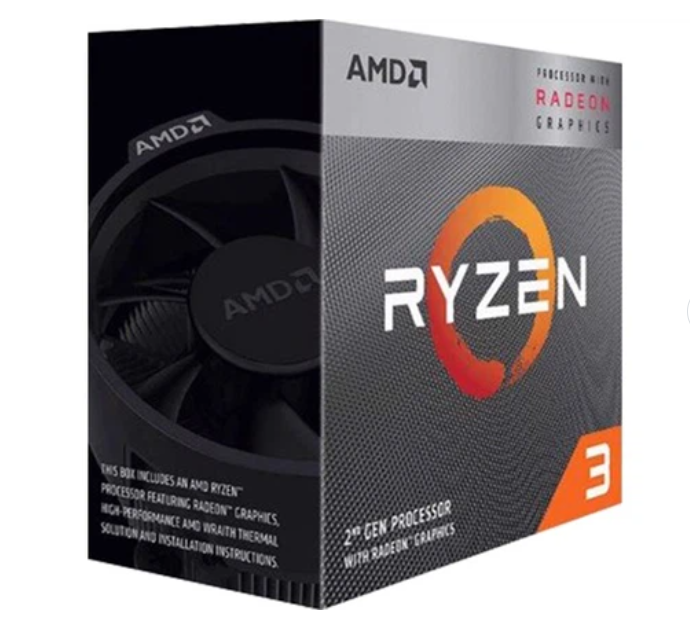 AMD
AMD
THIS BOX INCLUDES AN AMD RYZEN™
PROCESSOR FEATURING RADEON™ GRAPHICS,
HIGH-PERFORMANCE AMD WRAITH THERMAL
SOLUTION AND INSTALLATION INSTRUCTIONS.
AMD
PROCESSOR WITH
RADEON
GRAPHICS
RYZEN
3
2ND GEN PROCESSOR
WITH RADEON™ GRAPHICS